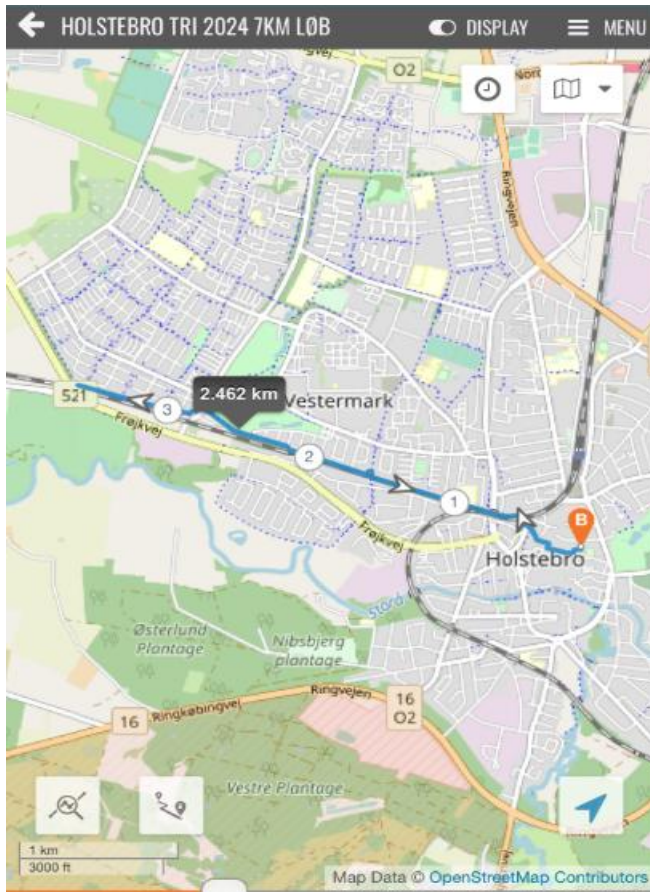 HOLSTEBRO TRI 2024 7KM LØB
DISPLAY
MENU
O2
Ringvejen
2.462 km
Vestermark
521
3
Frøjkvej
2
1
B
Frøjkvej
Holstebro
Storå
Østerlund
Plantage
Nibsbjerg
plantage
Ringvejen
16
O2
16
Ringkøbingvej
Vestre Plantage
1 km
3000 ft
Map Data © OpenStreetMap Contributors